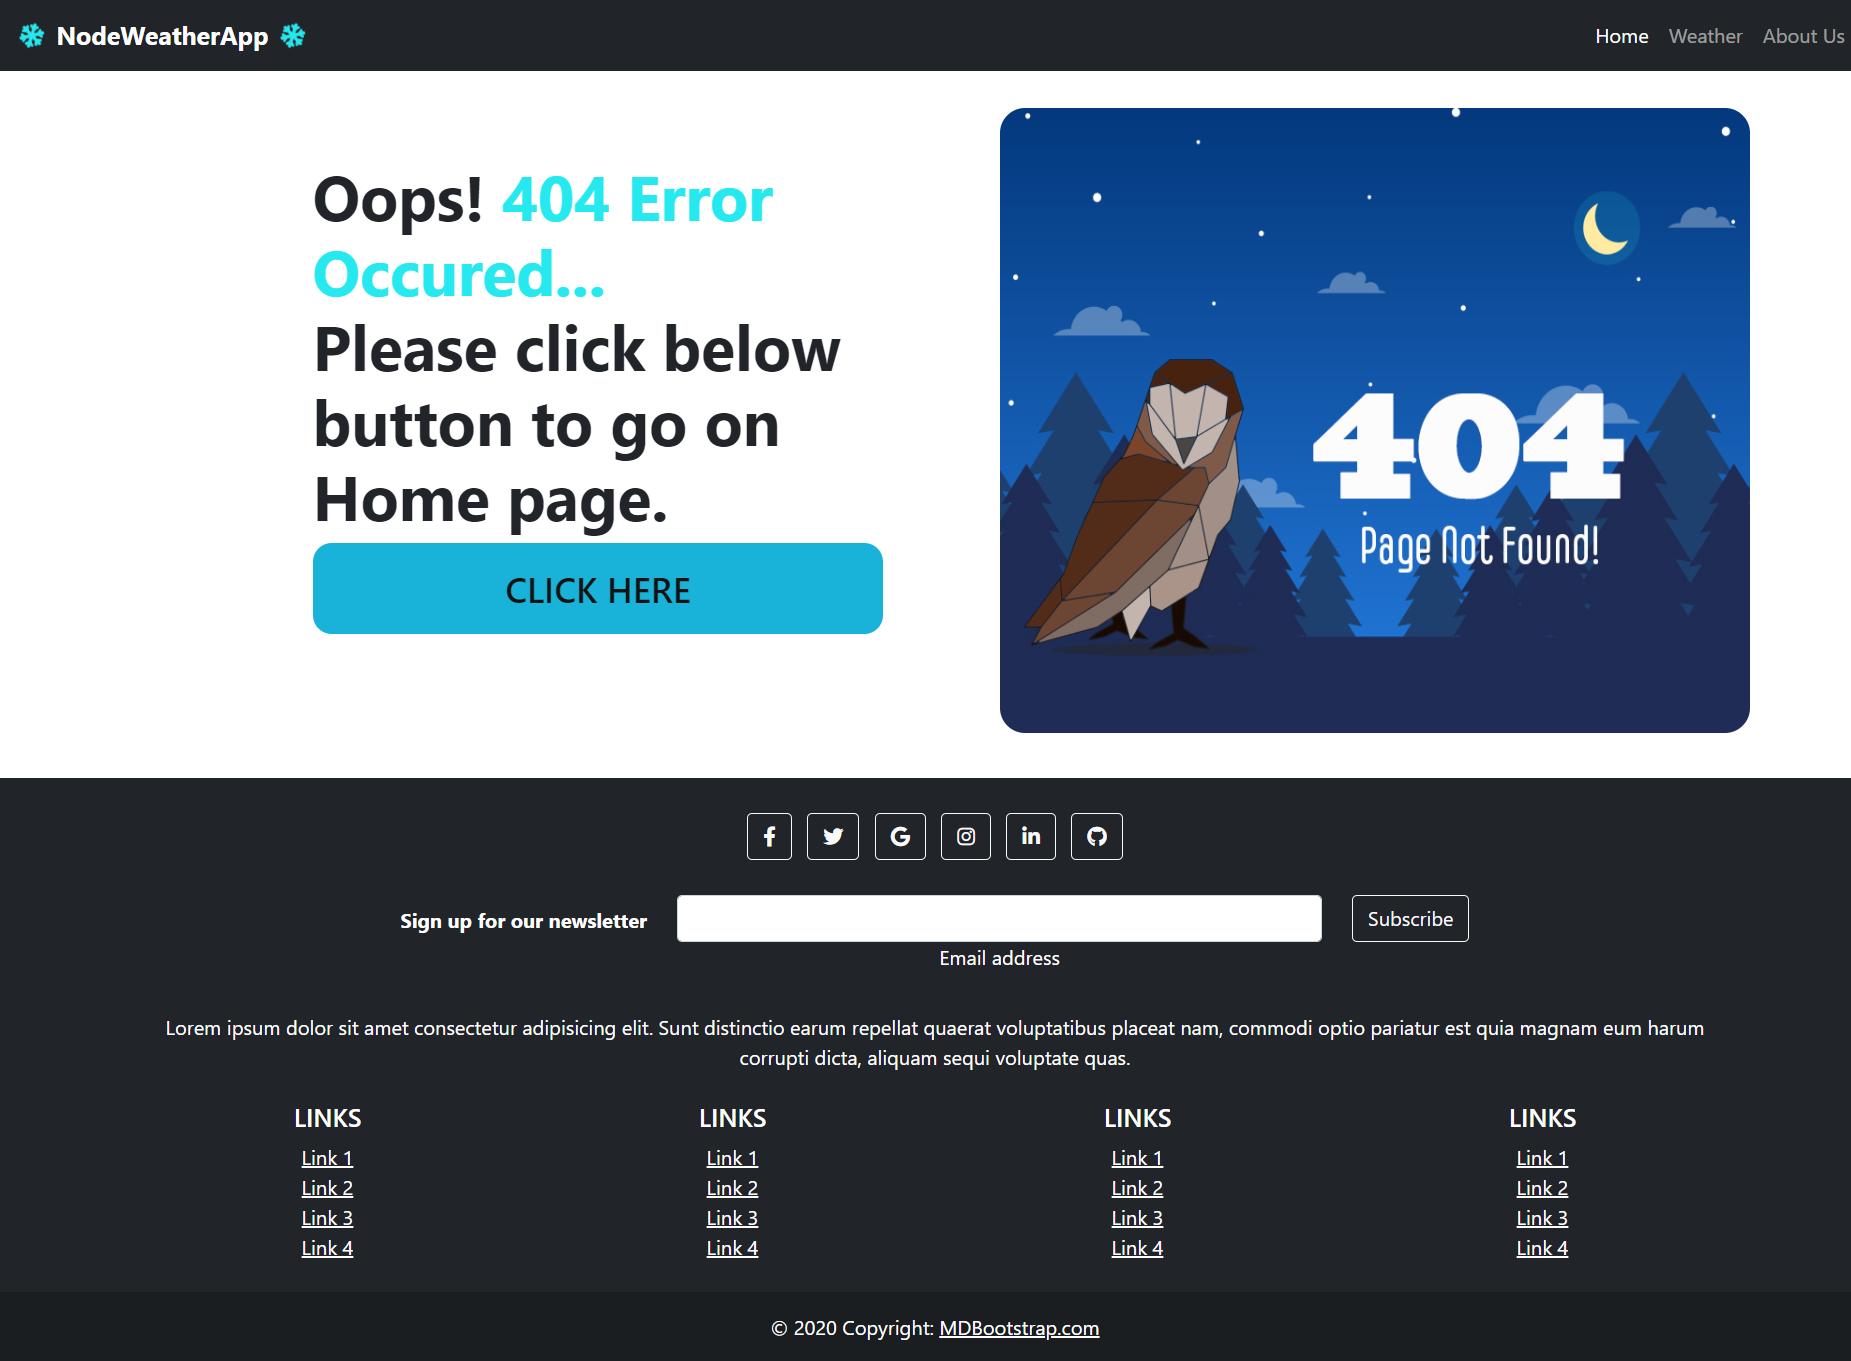 NodeWeatherApp
Home Weather About Us
Oops! 404 Error
Occured...
Please click below
button to go on
Home page.
CLICK HERE
404
Page Not Found!
Sign up for our newsletter
Subscribe
Email address
Lorem ipsum dolor sit amet consectetur adipisicing elit. Sunt distinctio earum repellat quaerat voluptatibus placeat nam, commodi optio pariatur est quia magnam eum harum
corrupti dicta, aliquam sequi voluptate quas.
LINKS
Link 1
Link 2
Link 3
Link 4
LINKS
Link 1
Link 2
Link 3
Link 4
LINKS
Link 1
Link 2
Link 3
Link 4
LINKS
Link 1
Link 2
Link 3
Link 4
© 2020 Copyright: MDBootstrap.com